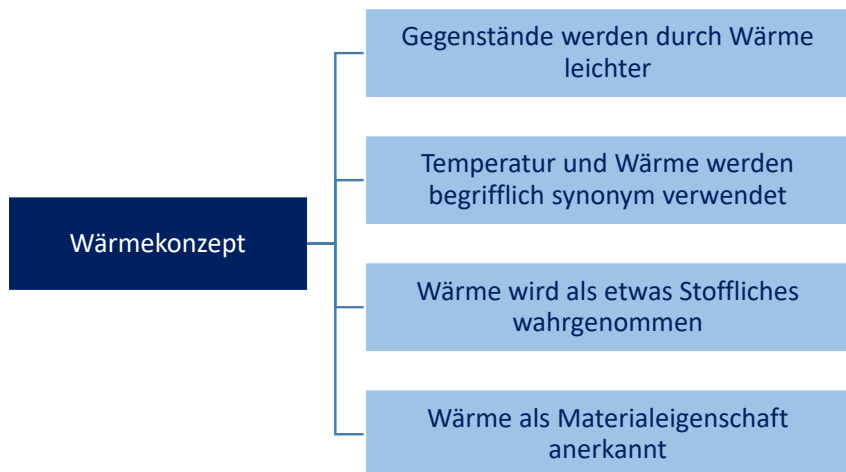 Wärmekonzept
Gegenstände werden durch Wärme
leichter
Temperatur und Wärme werden
begrifflich synonym verwendet
Wärme wird als etwas Stoffliches
wahrgenommen
Wärme als Materialeigenschaft
anerkannt